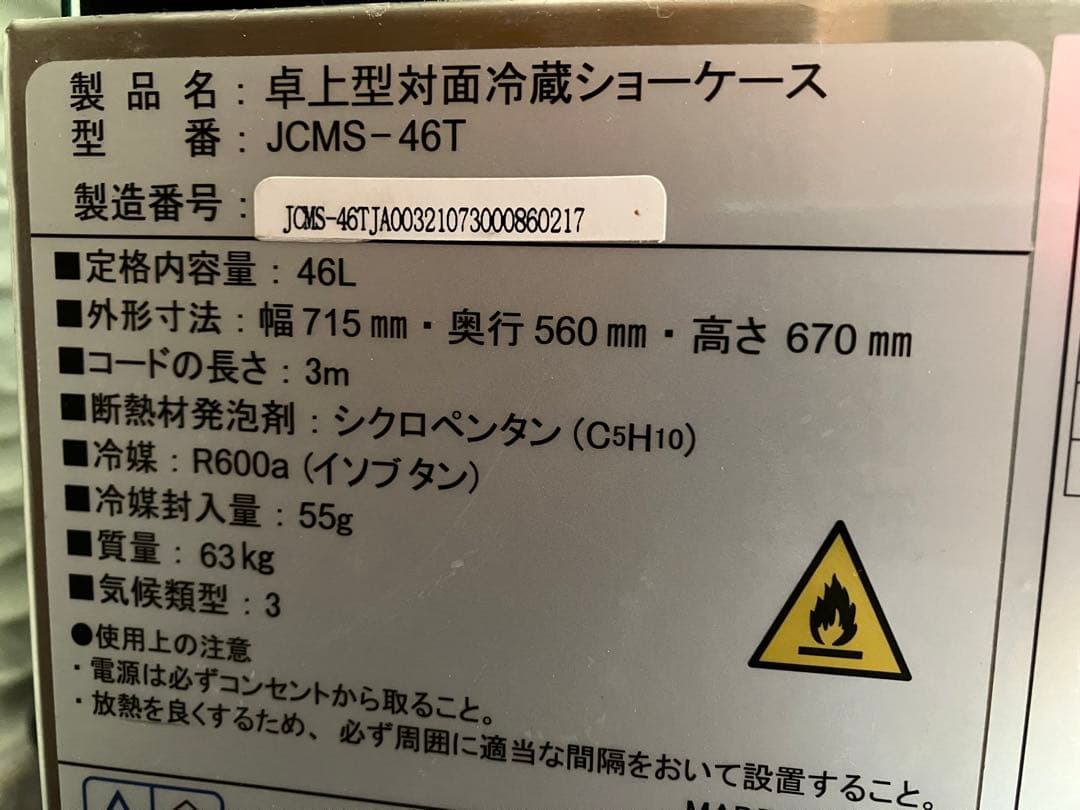 製品名：卓上型対面冷蔵ショーケース
型　番：JCMS-46T
製造番号：JCMS-46TJA00321073000860217
■定格内容量：46L
■外形寸法：幅715㎜・奥行560㎜・高さ670㎜
■コードの長さ：3m
■断熱材発泡剤：シクロペンタン(C5H10)
■冷媒：R600a(イソブタン)
■冷媒封入量：55g
■質量：63㎏
■気候類型：3
●使用上の注意
・電源は必ずコンセントから取ること。
・放熱を良くするため、必ず周囲に適当な間隔をおいて設置すること。